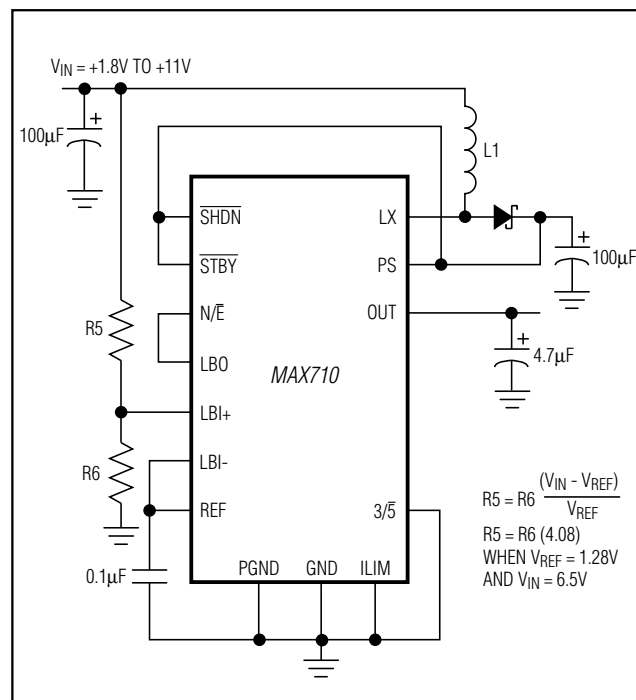 V_IN = +1.8V TO +11V
100µF
L1
S̅H̅D̅N̅
LX
S̅T̅B̅Y̅
PS
100µF
N/E̅
OUT
R5
LBO
MAX710
4.7µF
LBI+
R6
LBI-
REF
3/5̅
R5 = R6 (V_IN - V_REF) / V_REF
R5 = R6 (4.08)
WHEN V_REF = 1.28V
AND V_IN = 6.5V
0.1µF
PGND GND ILIM